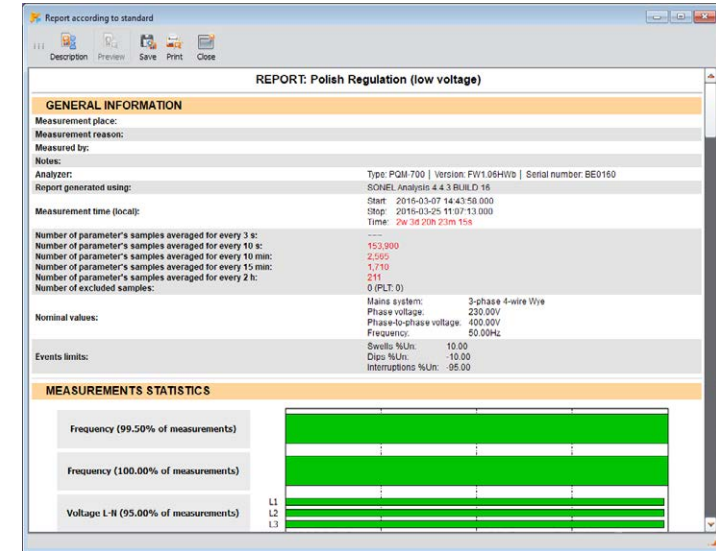 Report according to standard
Description Preview Save Print Close
REPORT: Polish Regulation (low voltage)
GENERAL INFORMATION
Measurement place:
Measurement reason:
Measured by:
Notes:
Analyzer: Type: PQM-700 | Version: FW1.06HWb | Serial number: BE0160
Report generated using: SONEL Analysis 4.4.3 BUILD 16
Measurement time (local): Start: 2016-03-07 14:43:58.000
Stop: 2016-03-25 11:07:13.000
Time: 2w 3d 20h 23m 15s
Number of parameter's samples averaged for every 3 s: ---
Number of parameter's samples averaged for every 10 s: 153,900
Number of parameter's samples averaged for every 10 min: 2,565
Number of parameter's samples averaged for every 15 min: 1,710
Number of parameter's samples averaged for every 2 h: 211
Number of excluded samples: 0 (PLT: 0)
Nominal values: Mains system: 3-phase 4-wire Wye
Phase voltage: 230.00V
Phase-to-phase voltage: 400.00V
Frequency: 50.00Hz
Events limits: Swells %Un: 10.00
Dips %Un: -10.00
Interruptions %Un: -95.00
MEASUREMENTS STATISTICS
Frequency (99.50% of measurements)
Frequency (100.00% of measurements)
Voltage L-N (95.00% of measurements)
L1
L2
L3